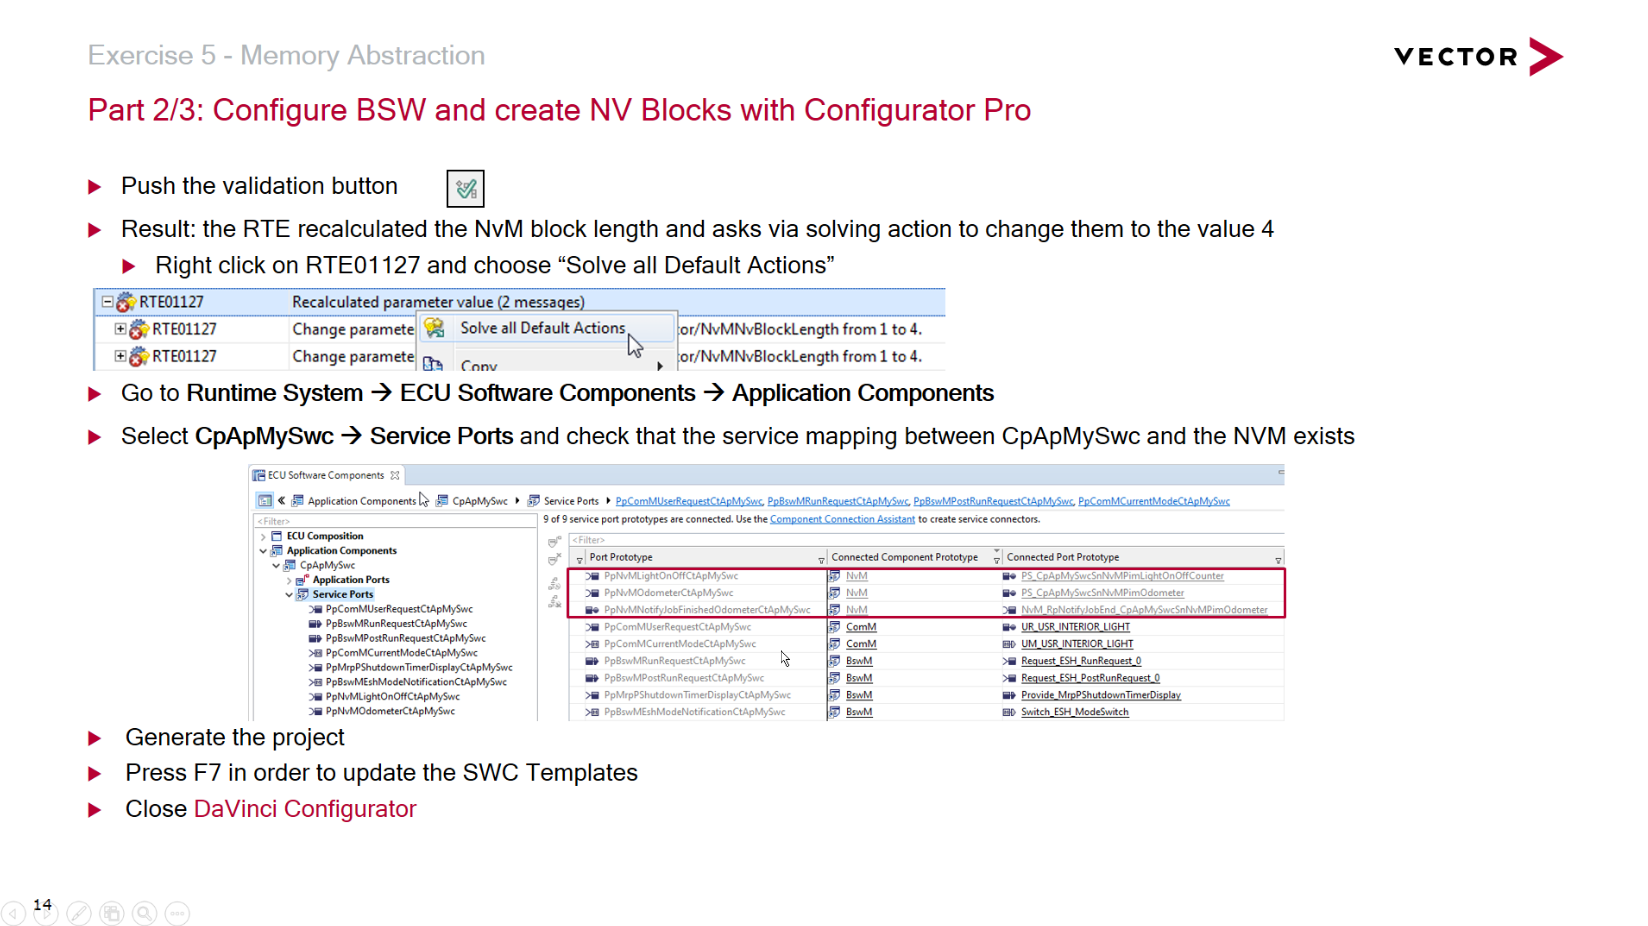 Exercise 5 - Memory Abstraction
VECTOR
Part 2/3: Configure BSW and create NV Blocks with Configurator Pro
Push the validation button
Result: the RTE recalculated the NvM block length and asks via solving action to change them to the value 4
Right click on RTE01127 and choose “Solve all Default Actions”
RTE01127 Recalculated parameter value (2 messages)
RTE01127 Change paramete Solve all Default Actions or/NvMNvBlockLength from 1 to 4.
RTE01127 Change paramete Copy or/NvMNvBlockLength from 1 to 4.
Go to Runtime System → ECU Software Components → Application Components
Select CpApMySwc → Service Ports and check that the service mapping between CpApMySwc and the NVM exists
ECU Software Components
Application Components CpApMySwc Service Ports PpComMUserRequestCtApMySwc, PpBswMRunRequestCtApMySwc, PpBswMPostRunRequestCtApMySwc, PpComMCurrentModeCtApMySwc
<Filter>
ECU Composition
Application Components
CpApMySwc
Application Ports
Service Ports
PpComMUserRequestCtApMySwc
PpBswMRunRequestCtApMySwc
PpBswMPostRunRequestCtApMySwc
PpComMCurrentModeCtApMySwc
PpMrpPShutdownTimerDisplayCtApMySwc
PpBswMEshModeNotificationCtApMySwc
PpNvMLightOnOffCtApMySwc
PpNvMOdometerCtApMySwc
9 of 9 service port prototypes are connected. Use the Component Connection Assistant to create service connectors.
<Filter>
Port Prototype Connected Component Prototype Connected Port Prototype
PpNvMLightOnOffCtApMySwc NvM PS_CpApMySwcSnNvMPimLightOnOffCounter
PpNvMOdometerCtApMySwc NvM PS_CpApMySwcSnNvMPimOdometer
PpNvMNotifyJobFinishedOdometerCtApMySwc NvM NvM_RpNotifyJobEnd_CpApMySwcSnNvMPimOdometer
PpComMUserRequestCtApMySwc ComM UR_USR_INTERIOR_LIGHT
PpComMCurrentModeCtApMySwc ComM UM_USR_INTERIOR_LIGHT
PpBswMRunRequestCtApMySwc BswM Request_ESH_RunRequest_0
PpBswMPostRunRequestCtApMySwc BswM Request_ESH_PostRunRequest_0
PpMrpPShutdownTimerDisplayCtApMySwc BswM Provide_MrpPShutdownTimerDisplay
PpBswMEshModeNotificationCtApMySwc BswM Switch_ESH_ModeSwitch
Generate the project
Press F7 in order to update the SWC Templates
Close DaVinci Configurator
14